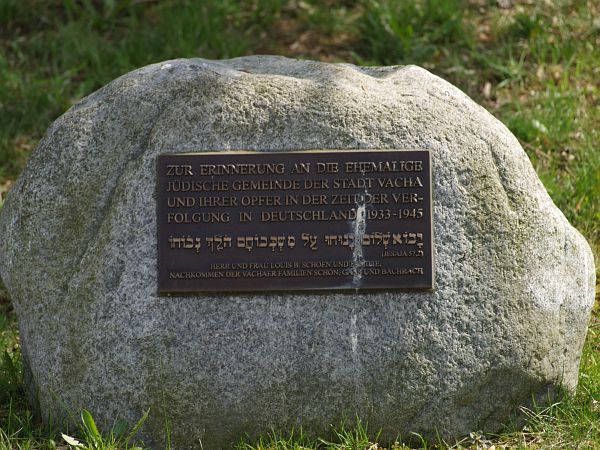 ZUR ERINNERUNG AN DIE EHEMALIGE
JÜDISCHE GEMEINDE DER STADT VACHA
UND IHRER OPFER IN DER ZEIT DER VER-
FOLGUNG IN DEUTSCHLAND 1933-1945
יבוא שלום ינוחו על משכבותם הלך נכוחו
(JESAJA 57,2)
HERR UND FRAU LOUIS B. SCHOEN UND
NACHKOMMEN DER VACHAER FAMILIEN SCHÖN, GANS UND BACHRACH